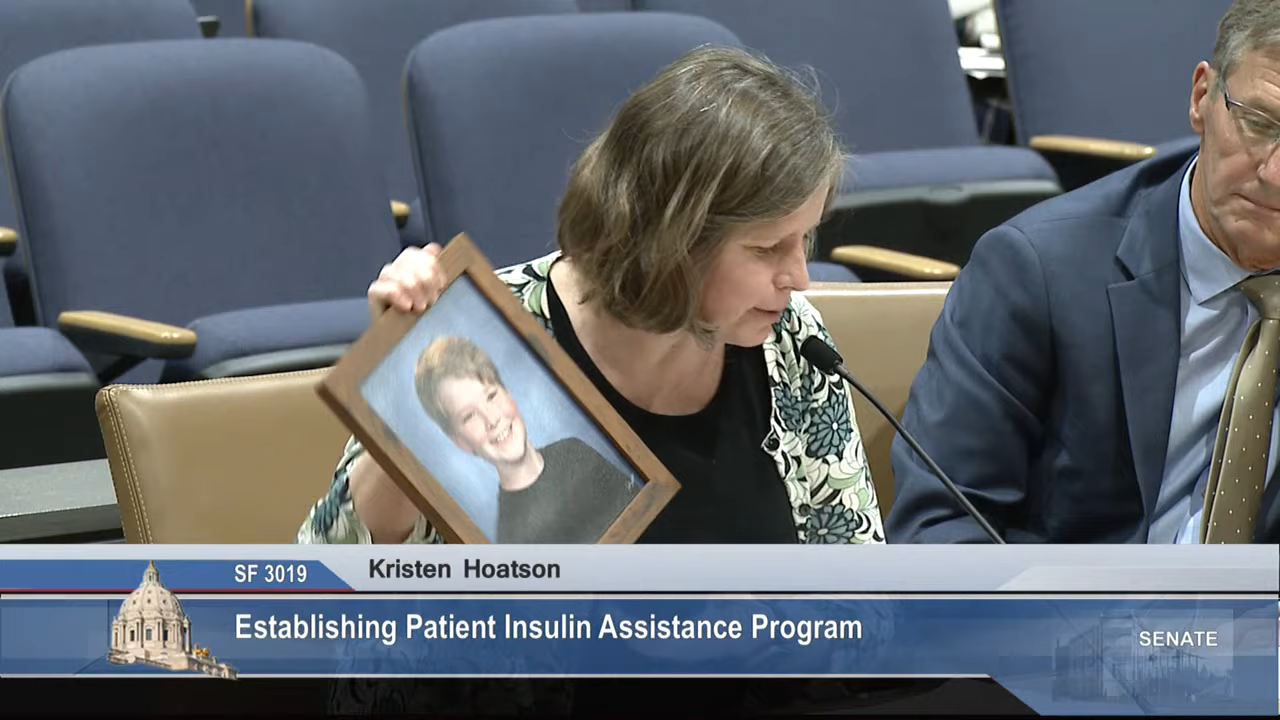 SF 3019
Kristen Hoatson
Establishing Patient Insulin Assistance Program
SENATE